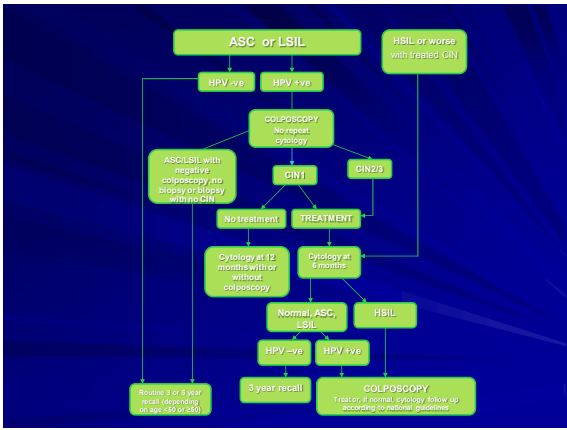 ASC or LSIL
HSIL or worse
with treated CIN
HPV –ve
HPV +ve
COLPOSCOPY
No repeat
cytology
ASC/LSIL with
negative
colposcopy, no
biopsy or biopsy
with no CIN
CIN1
CIN2/3
No treatment
TREATMENT
Cytology at 12
months with or
without
colposcopy
Cytology at
6 months
Normal, ASC,
LSIL
HSIL
HPV –ve
HPV +ve
Routine 3 or 5 year
recall (depending
on age <50 or ≥50)
3 year recall
COLPOSCOPY
Treat or, if normal, cytology follow up
according to national guidelines